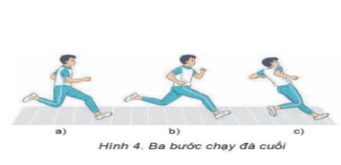 a) b) c)
Hình 4. Ba bước chạy đà cuối